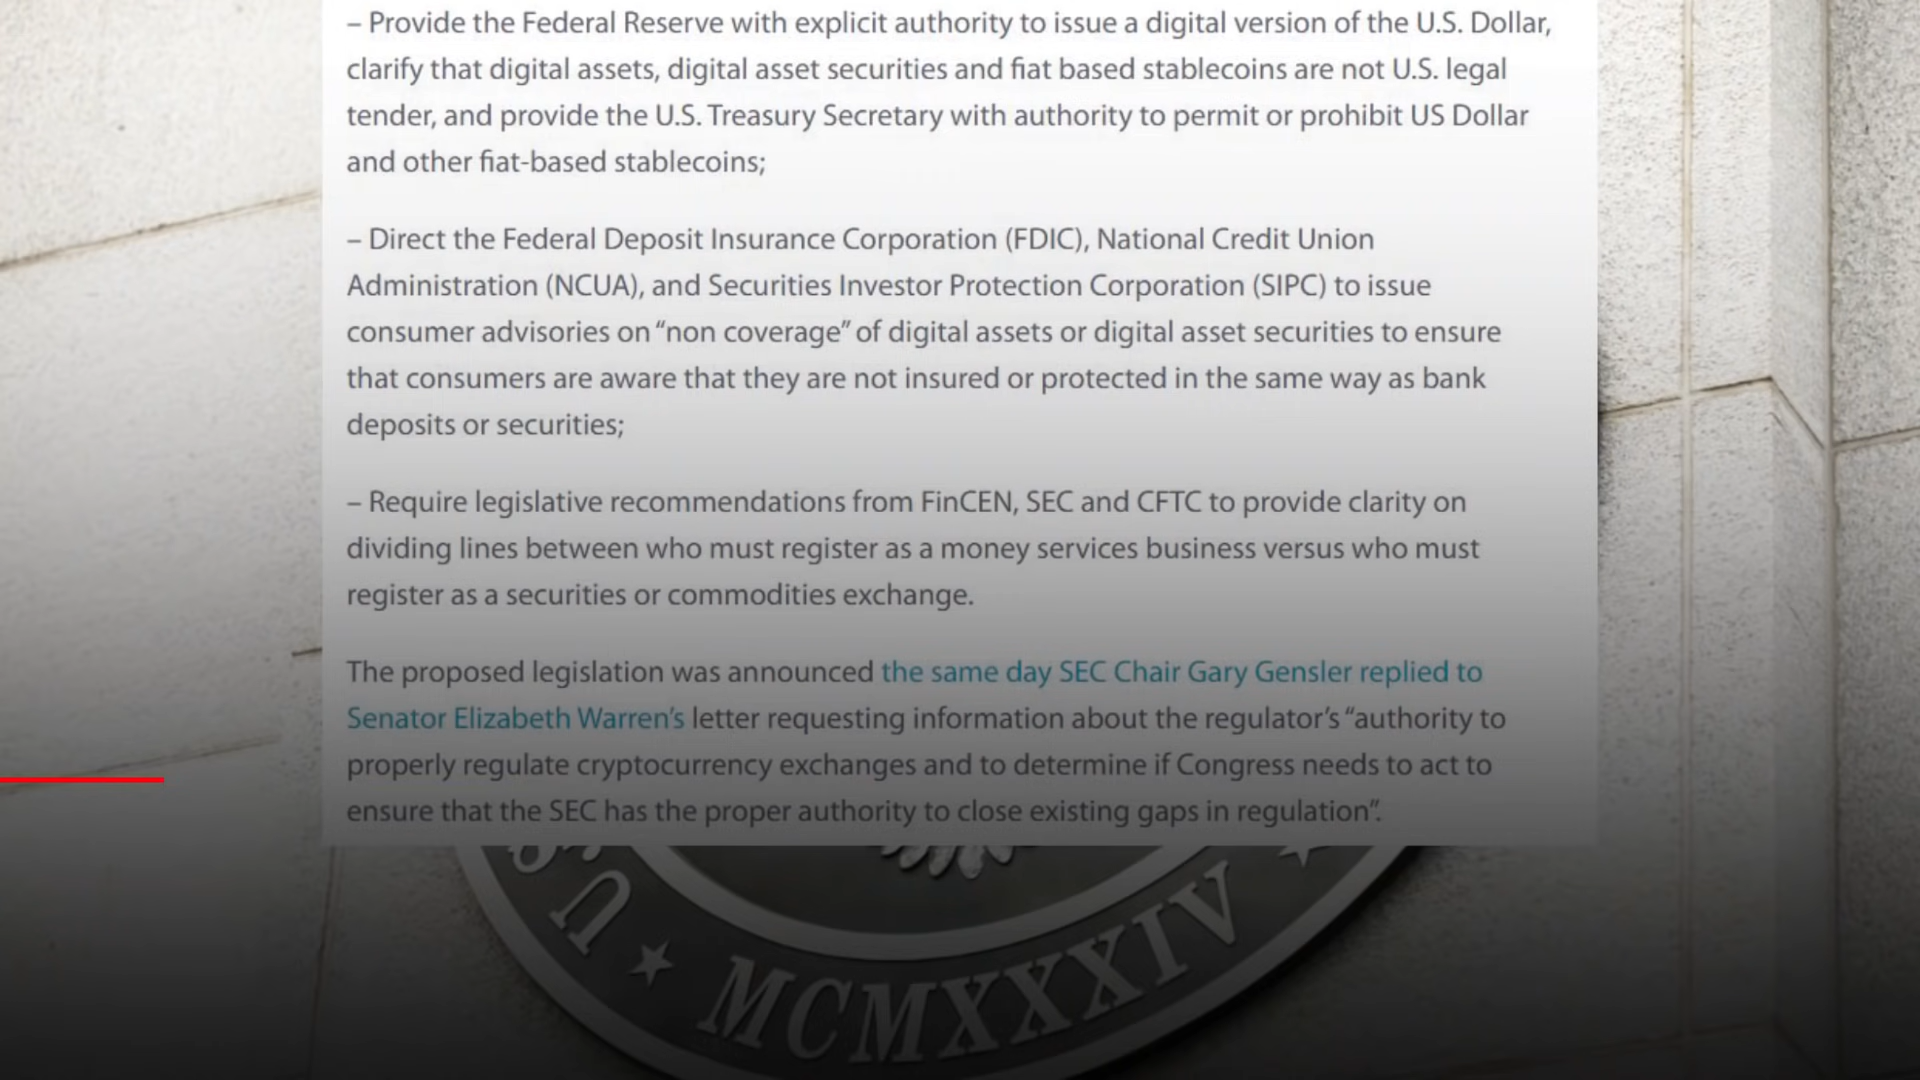 – Provide the Federal Reserve with explicit authority to issue a digital version of the U.S. Dollar,
clarify that digital assets, digital asset securities and fiat based stablecoins are not U.S. legal
tender, and provide the U.S. Treasury Secretary with authority to permit or prohibit US Dollar
and other fiat-based stablecoins;
– Direct the Federal Deposit Insurance Corporation (FDIC), National Credit Union
Administration (NCUA), and Securities Investor Protection Corporation (SIPC) to issue
consumer advisories on “non coverage” of digital assets or digital asset securities to ensure
that consumers are aware that they are not insured or protected in the same way as bank
deposits or securities;
– Require legislative recommendations from FinCEN, SEC and CFTC to provide clarity on
dividing lines between who must register as a money services business versus who must
register as a securities or commodities exchange.
The proposed legislation was announced the same day SEC Chair Gary Gensler replied to
Senator Elizabeth Warren’s letter requesting information about the regulator’s “authority to
properly regulate cryptocurrency exchanges and to determine if Congress needs to act to
ensure that the SEC has the proper authority to close existing gaps in regulation”.
U
MCMXXXIV